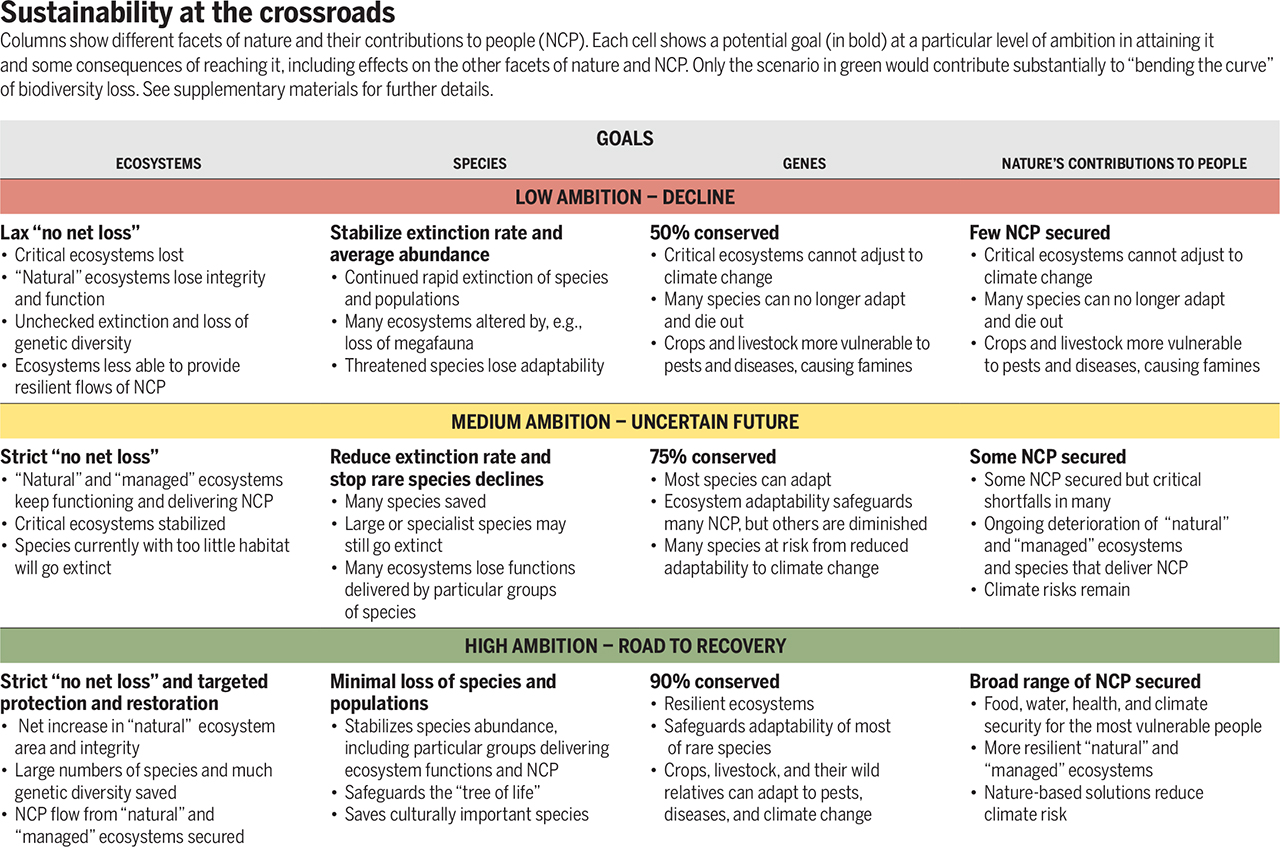 Sustainability at the crossroads
Columns show different facets of nature and their contributions to people (NCP). Each cell shows a potential goal (in bold) at a particular level of ambition in attaining it
and some consequences of reaching it, including effects on the other facets of nature and NCP. Only the scenario in green would contribute substantially to “bending the curve”
of biodiversity loss. See supplementary materials for further details.
GOALS
ECOSYSTEMS
SPECIES
GENES
NATURE’S CONTRIBUTIONS TO PEOPLE
LOW AMBITION – DECLINE
Lax “no net loss”
• Critical ecosystems lost
• “Natural” ecosystems lose integrity
and function
• Unchecked extinction and loss of
genetic diversity
• Ecosystems less able to provide
resilient flows of NCP
Stabilize extinction rate and
average abundance
• Continued rapid extinction of species
and populations
• Many ecosystems altered by, e.g.,
loss of megafauna
• Threatened species lose adaptability
50% conserved
• Critical ecosystems cannot adjust to
climate change
• Many species can no longer adapt
and die out
• Crops and livestock more vulnerable to
pests and diseases, causing famines
Few NCP secured
• Critical ecosystems cannot adjust to
climate change
• Many species can no longer adapt
and die out
• Crops and livestock more vulnerable
to pests and diseases, causing famines
MEDIUM AMBITION – UNCERTAIN FUTURE
Strict “no net loss”
• “Natural” and “managed” ecosystems
keep functioning and delivering NCP
• Critical ecosystems stabilized
• Species currently with too little habitat
will go extinct
Reduce extinction rate and
stop rare species declines
• Many species saved
• Large or specialist species may
still go extinct
• Many ecosystems lose functions
delivered by particular groups
of species
75% conserved
• Most species can adapt
• Ecosystem adaptability safeguards
many NCP, but others are diminished
• Many species at risk from reduced
adaptability to climate change
Some NCP secured
• Some NCP secured but critical
shortfalls in many
• Ongoing deterioration of “natural”
and “managed” ecosystems
and species that deliver NCP
• Climate risks remain
HIGH AMBITION – ROAD TO RECOVERY
Strict “no net loss” and targeted
protection and restoration
• Net increase in “natural” ecosystem
area and integrity
• Large numbers of species and much
genetic diversity saved
• NCP flow from “natural” and
“managed” ecosystems secured
Minimal loss of species and
populations
• Stabilizes species abundance,
including particular groups delivering
ecosystem functions and NCP
• Safeguards the “tree of life”
• Saves culturally important species
90% conserved
• Resilient ecosystems
• Safeguards adaptability of most
of rare species
• Crops, livestock, and their wild
relatives can adapt to pests,
diseases, and climate change
Broad range of NCP secured
• Food, water, health, and climate
security for the most vulnerable people
• More resilient “natural” and
“managed” ecosystems
• Nature-based solutions reduce
climate risk